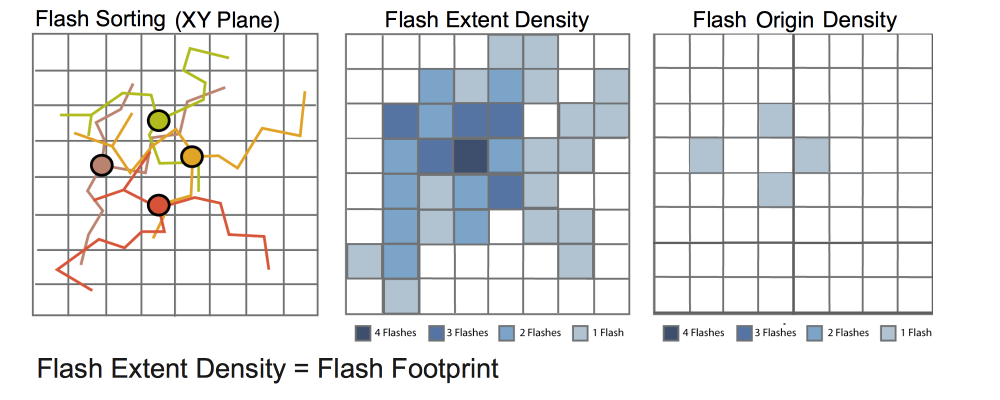 Flash Sorting (XY Plane)
Flash Extent Density
Flash Origin Density
4 Flashes 3 Flashes 2 Flashes 1 Flash
4 Flashes 3 Flashes 2 Flashes 1 Flash
Flash Extent Density = Flash Footprint